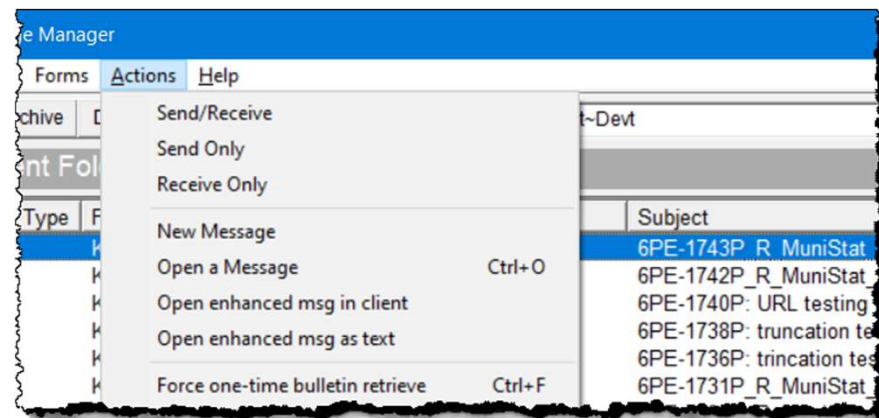 e Manager
Forms Actions Help
chive D t~Devt
nt Fol
Type F Subject
Send/Receive
Send Only
Receive Only
New Message
Open a Message Ctrl+O
Open enhanced msg in client
Open enhanced msg as text
Force one-time bulletin retrieve Ctrl+F
K 6PE-1743P_R_MuniStat
K 6PE-1742P_R_MuniStat_
K 6PE-1740P: URL testing
K 6PE-1738P: truncation te
K 6PE-1736P: trincation tes
K 6PE-1731P_R_MuniStat_